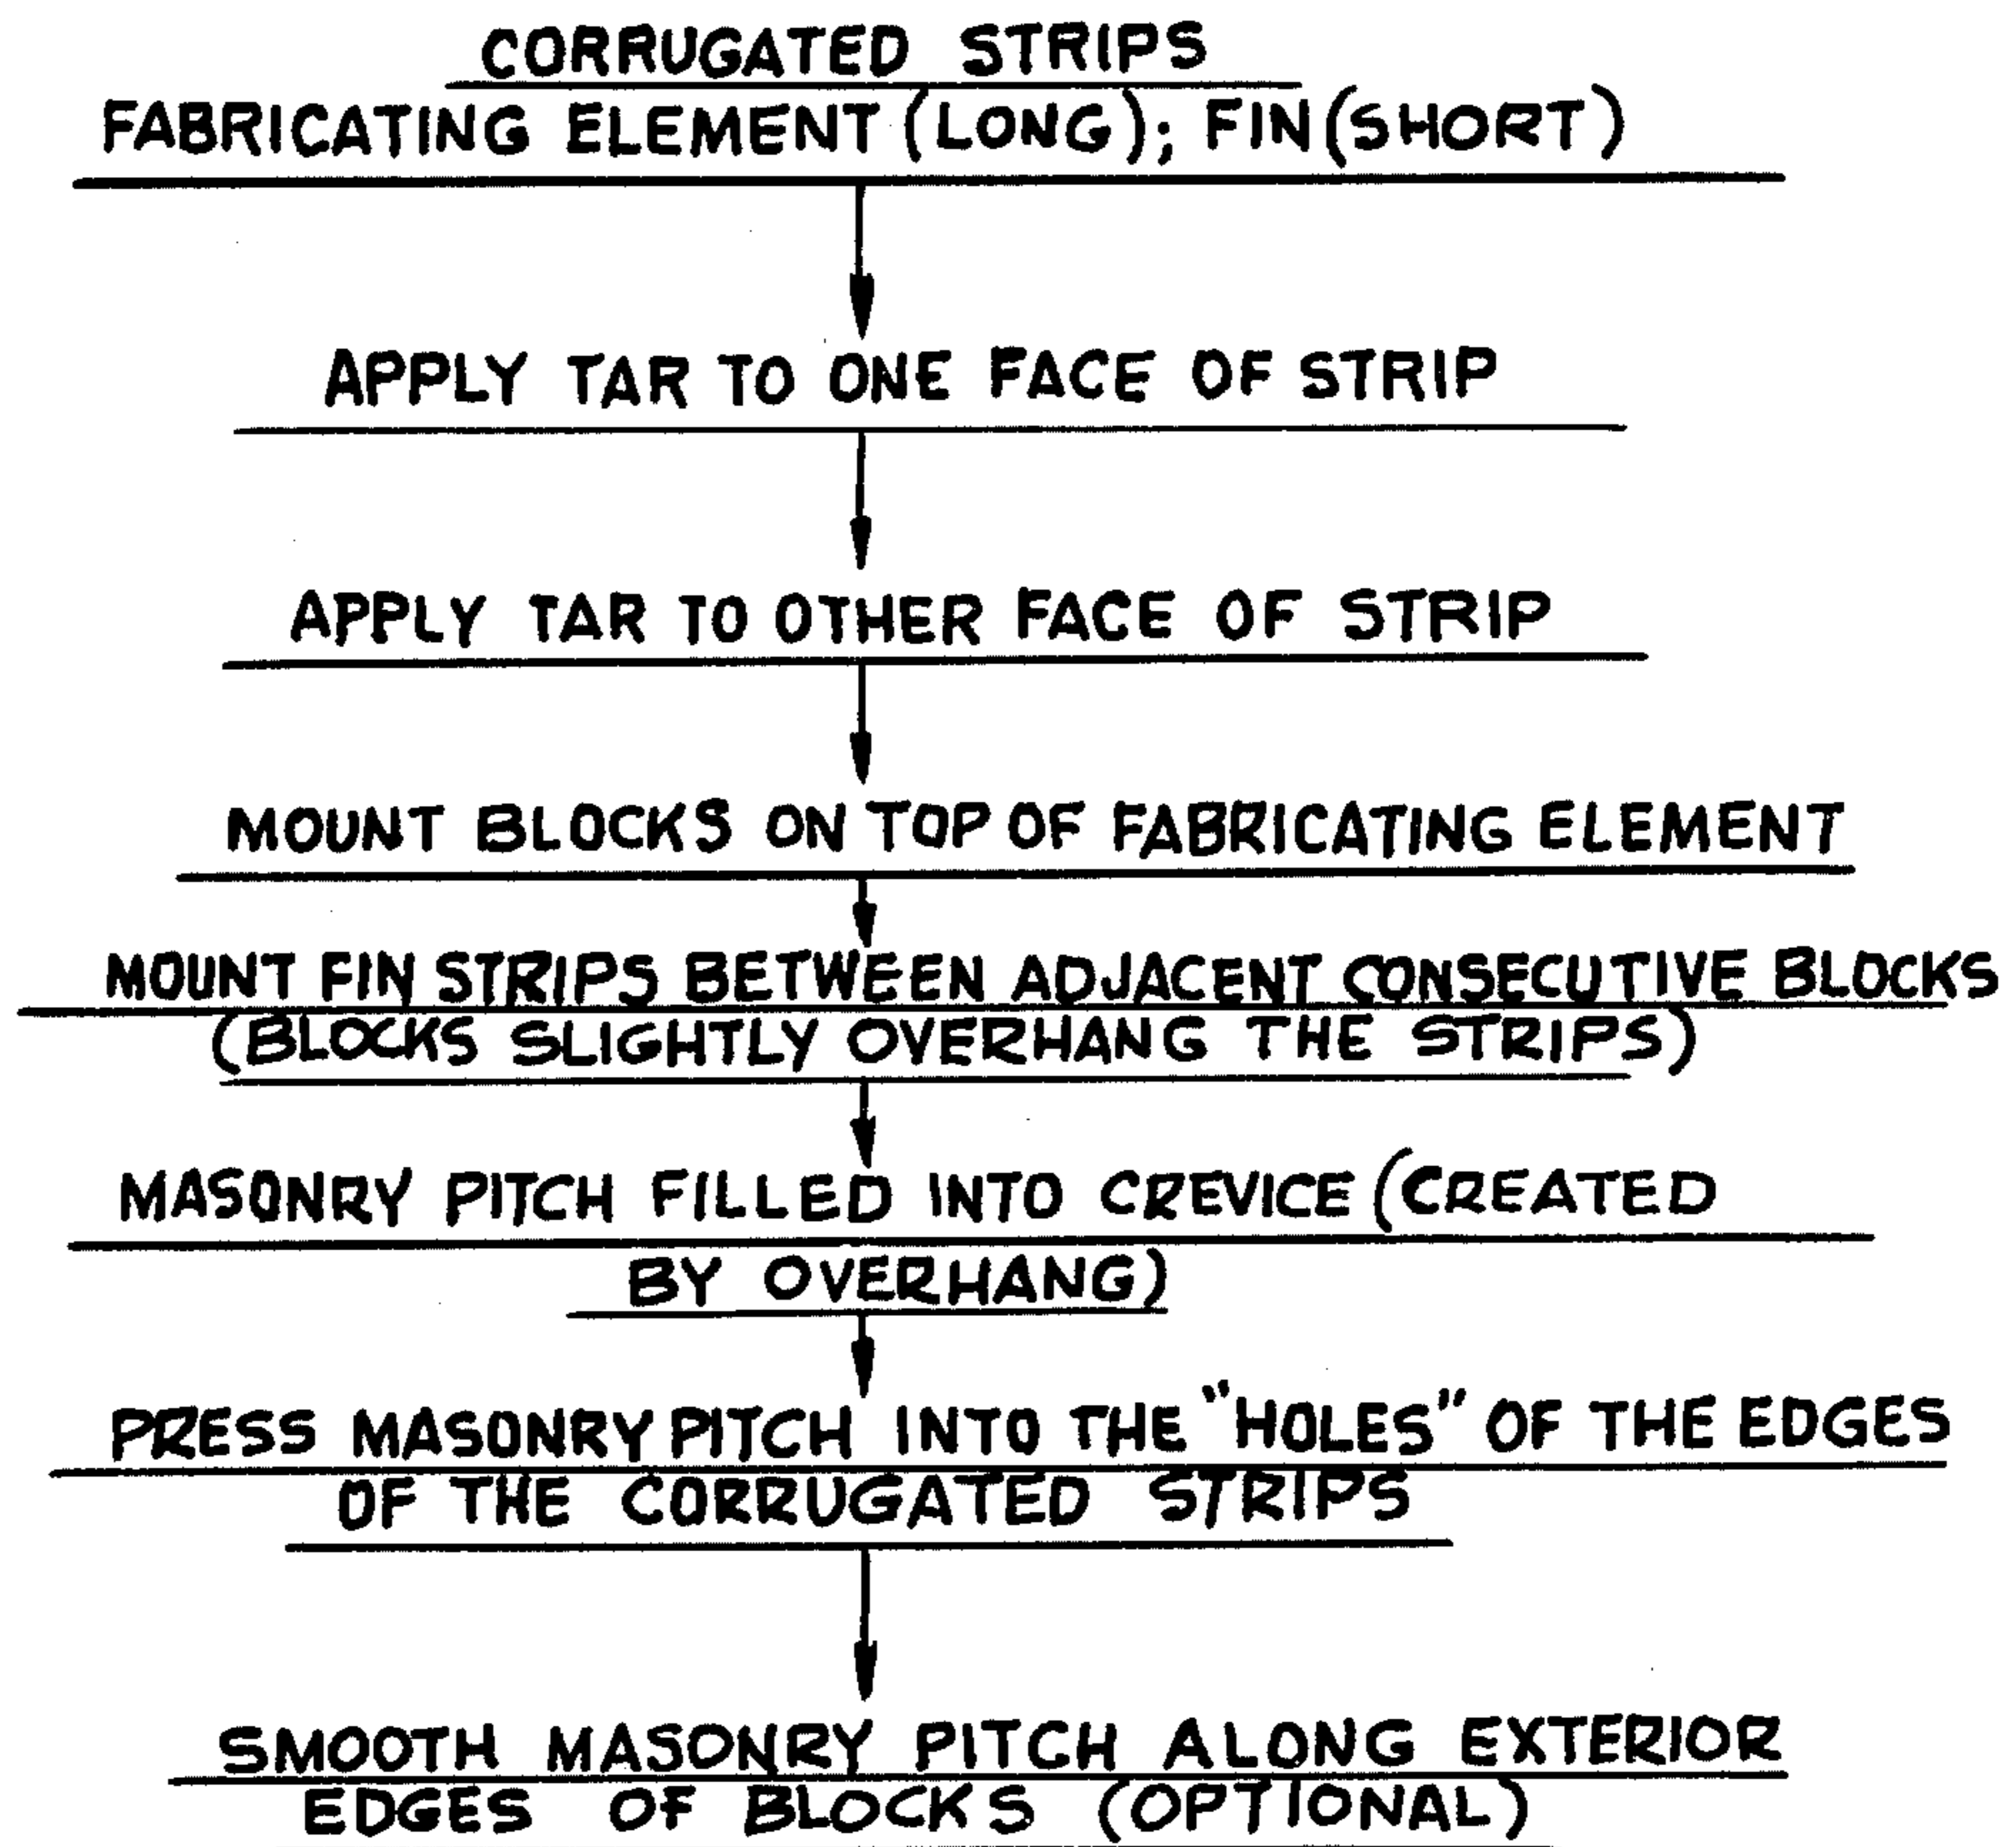 CORRUGATED STRIPS
FABRICATING ELEMENT (LONG); FIN (SHORT)
APPLY TAR TO ONE FACE OF STRIP
APPLY TAR TO OTHER FACE OF STRIP
MOUNT BLOCKS ON TOP OF FABRICATING ELEMENT
MOUNT FIN STRIPS BETWEEN ADJACENT CONSECUTIVE BLOCKS
(BLOCKS SLIGHTLY OVERHANG THE STRIPS)
MASONRY PITCH FILLED INTO CREVICE (CREATED
BY OVERHANG)
PRESS MASONRY PITCH INTO THE "HOLES" OF THE EDGES
OF THE CORRUGATED STRIPS
SMOOTH MASONRY PITCH ALONG EXTERIOR
EDGES OF BLOCKS (OPTIONAL)